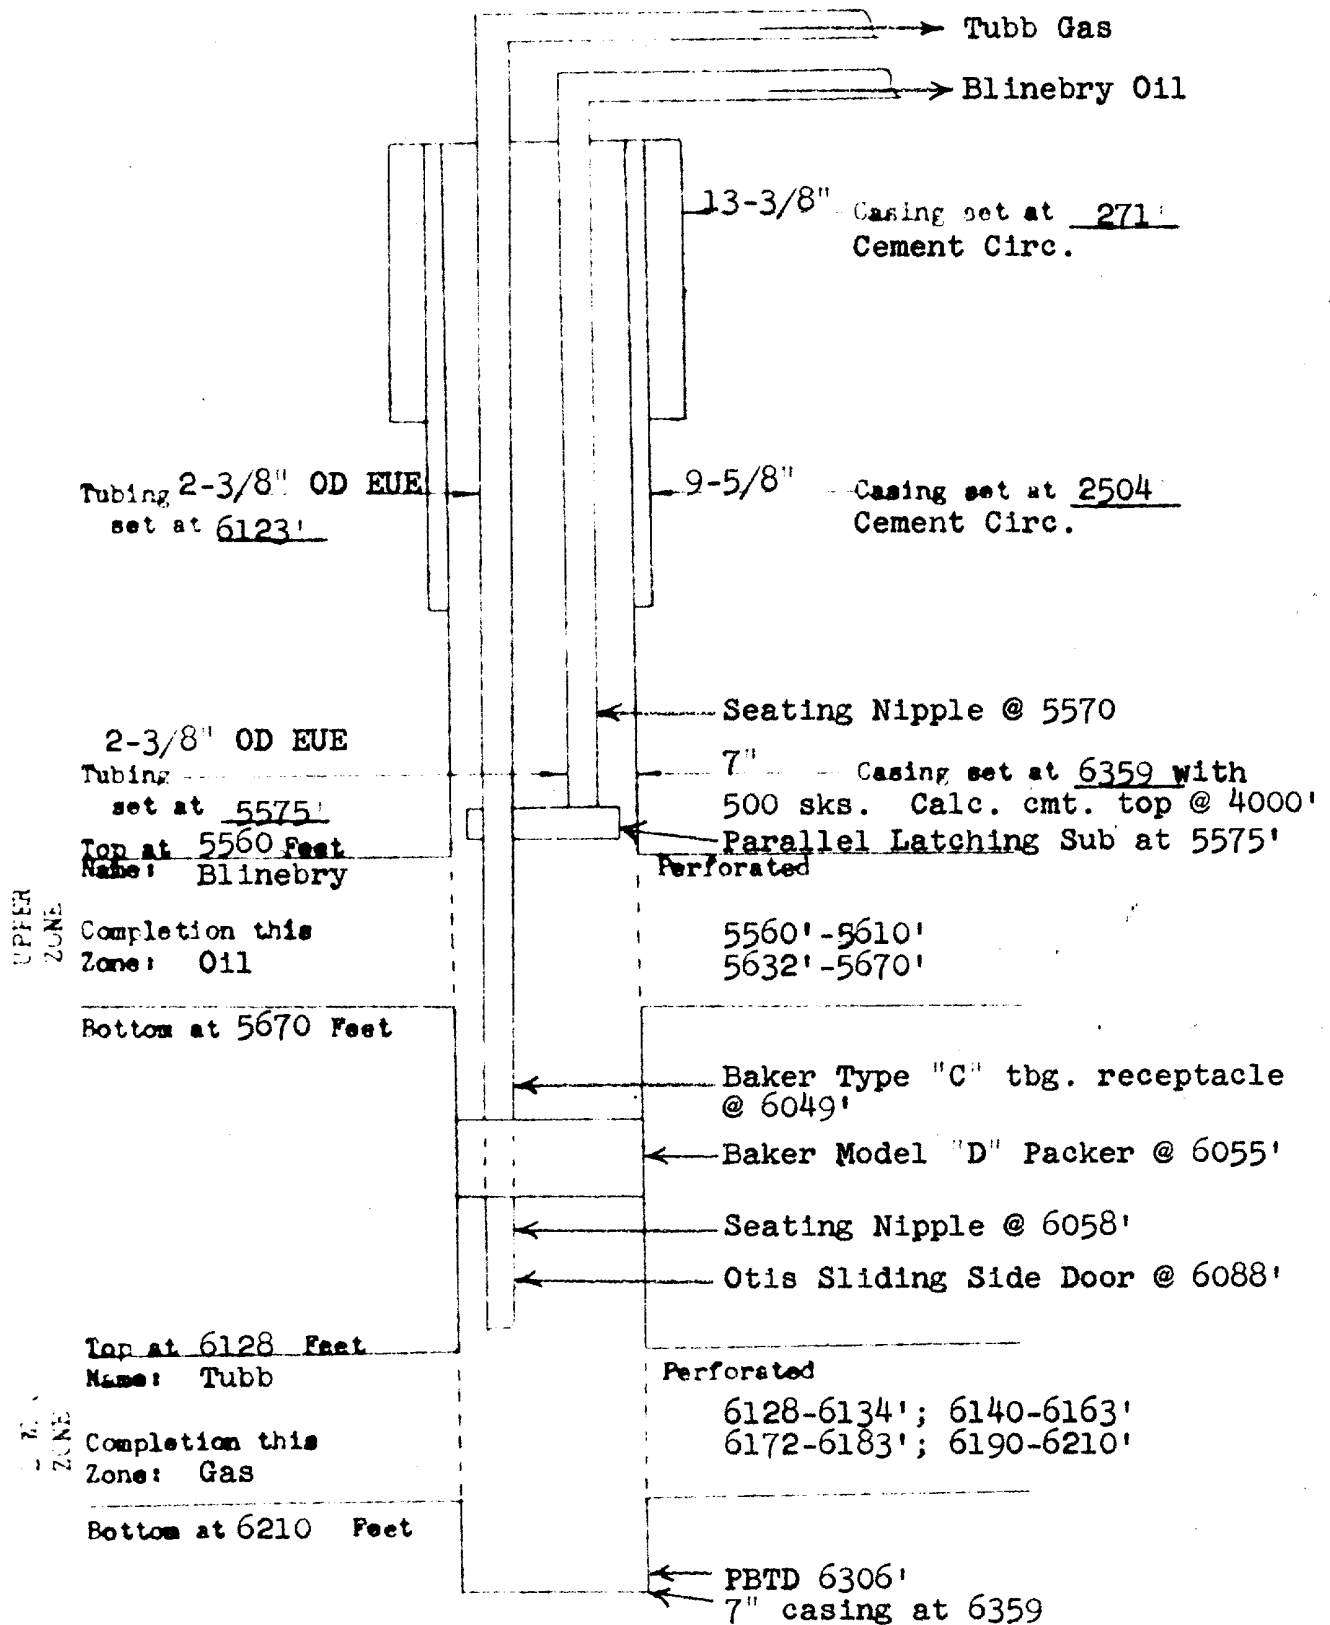 Tubb Gas
Blinebry Oil
13-3/8" Casing set at 271'
Cement Circ.
Tubing 2-3/8" OD EUE
set at 6123'
9-5/8" Casing set at 2504
Cement Circ.
Seating Nipple @ 5570
2-3/8" OD EUE
Tubing
set at 5575'
7" Casing set at 6359 with
500 sks. Calc. cmt. top @ 4000'
Parallel Latching Sub at 5575'
Top at 5560 Feet
Name: Blinebry
Perforated
UPPER
ZONE
Completion this
Zone: Oil
5560'-5610'
5632'-5670'
Bottom at 5670 Feet
Baker Type "C" tbg. receptacle
@ 6049'
Baker Model "D" Packer @ 6055'
Seating Nipple @ 6058'
Otis Sliding Side Door @ 6088'
Top at 6128 Feet
Name: Tubb
Perforated
6128-6134'; 6140-6163'
6172-6183'; 6190-6210'
ZONE
Completion this
Zone: Gas
Bottom at 6210 Feet
PBTD 6306'
7" casing at 6359